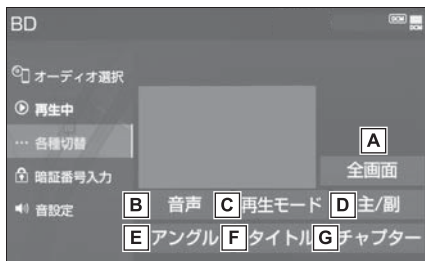 BD
DCM
DCM
オーディオ選択
再生中
各種切替
暗証番号入力
音設定
A
全画面
B 音声 C 再生モード D 主/副
E アングル F タイトル G チャプター